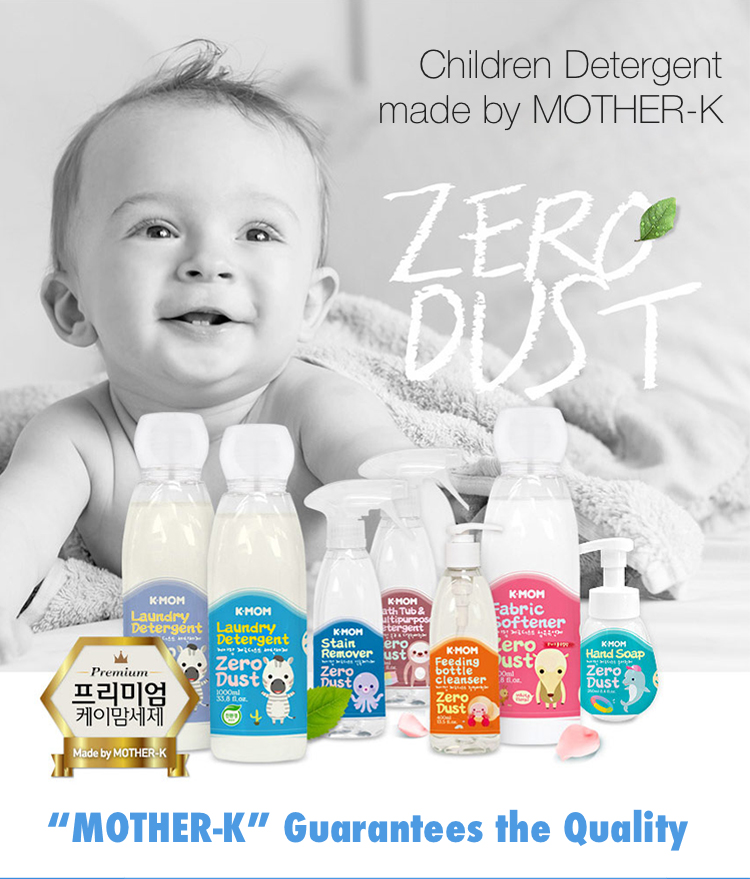 Children Detergent
made by MOTHER-K
ZERO
DUST
K-MOM
Laundry
Detergent
K-MOM
Laundry
Detergent
Zero
Dust
1000ml
33.8 fl.oz.
K-MOM
Stain
Remover
Zero
Dust
K-MOM
ath Tub &
ultipurpose
etergent
ero
ust
K-MOM
Feeding
bottle
cleanser
Zero
Dust
K-MOM
Fabric
Softener
ero
ust
K-MOM
Hand Soap
Zero
Dust
Premium
프리미엄
케이맘세제
Made by MOTHER-K
“MOTHER-K” Guarantees the Quality